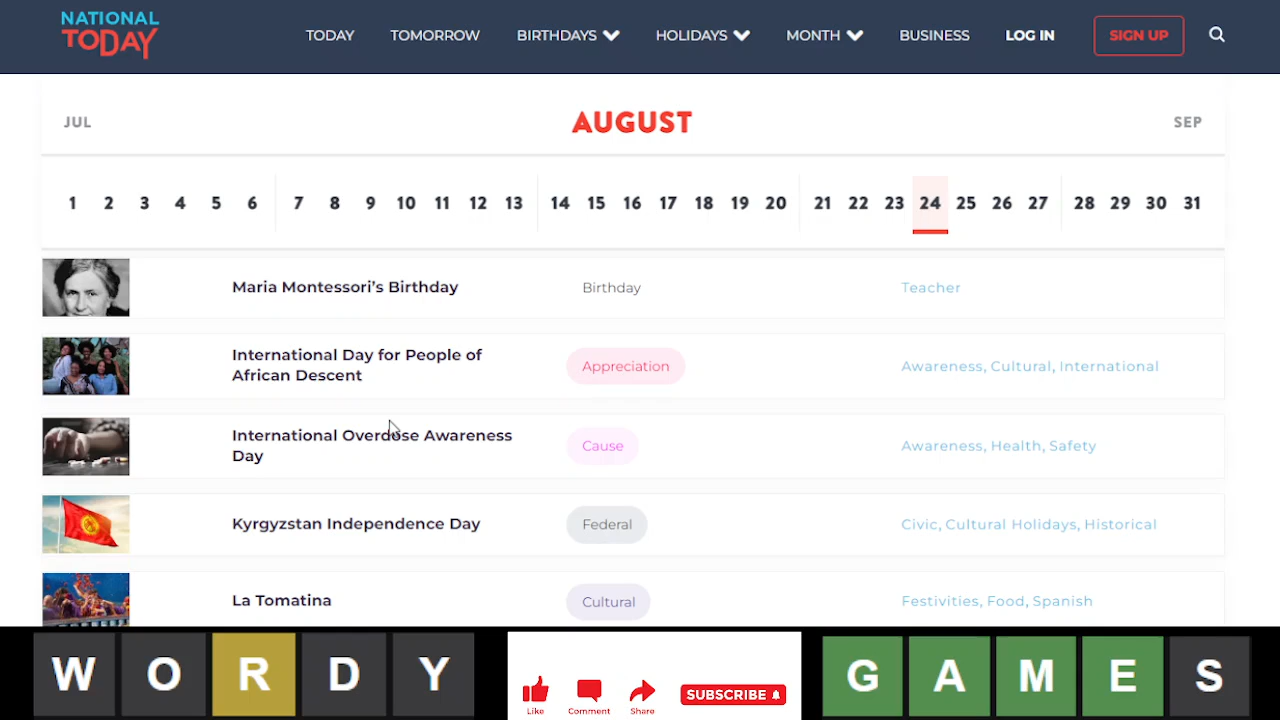 NATIONAL
TODAY
TODAY TOMORROW BIRTHDAYS HOLIDAYS MONTH BUSINESS LOG IN SIGN UP
JUL AUGUST SEP
1 2 3 4 5 6 7 8 9 10 11 12 13 14 15 16 17 18 19 20 21 22 23 24 25 26 27 28 29 30 31
Maria Montessori’s Birthday Birthday Teacher
International Day for People of
African Descent Appreciation Awareness, Cultural, International
International Overdose Awareness
Day Cause Awareness, Health, Safety
Kyrgyzstan Independence Day Federal Civic, Cultural Holidays, Historical
La Tomatina Cultural Festivities, Food, Spanish
WORDY GAMES
Like Comment Share SUBSCRIBE